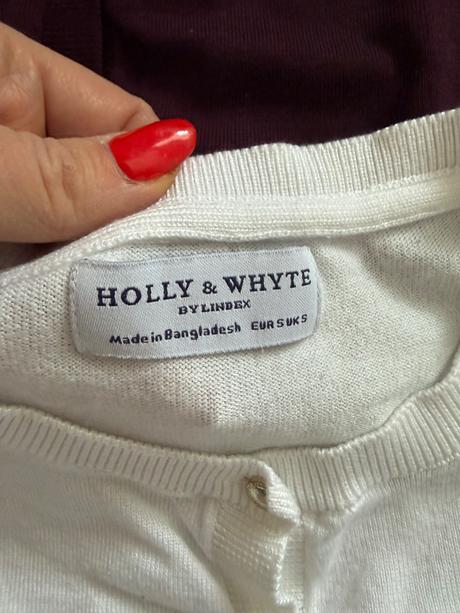 HOLLY & WHYTE
BY LINDEX
Made in Bangladesh EUR S UK S